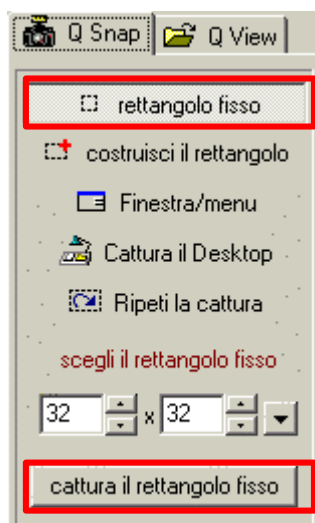 Q Snap Q View
rettangolo fisso
costruisci il rettangolo
Finestra/menu
Cattura il Desktop
Ripeti la cattura
scegli il rettangolo fisso
32 x 32
cattura il rettangolo fisso